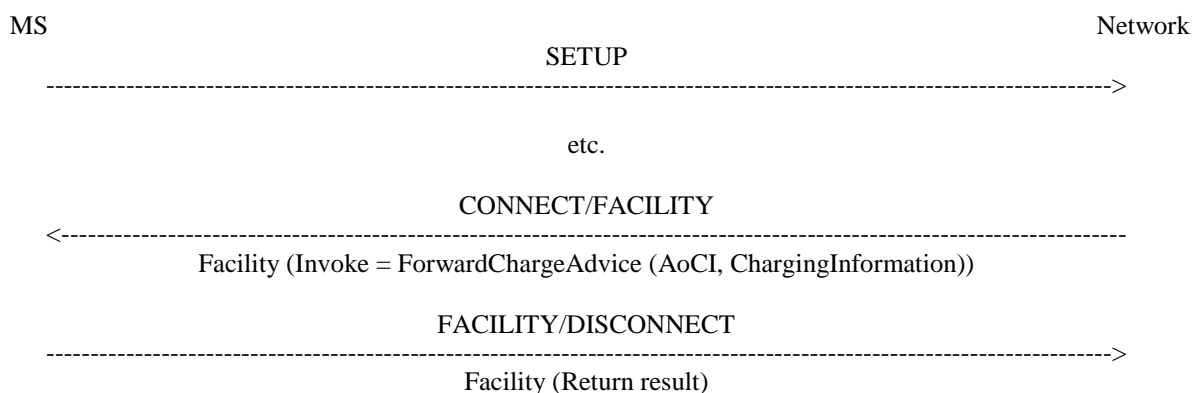 MS Network
SETUP
------------------------------------------------------------------------------------------------------------------------>
etc.
CONNECT/FACILITY
<------------------------------------------------------------------------------------------------------------------------
Facility (Invoke = ForwardChargeAdvice (AoCI, ChargingInformation))
FACILITY/DISCONNECT
------------------------------------------------------------------------------------------------------------------------>
Facility (Return result)